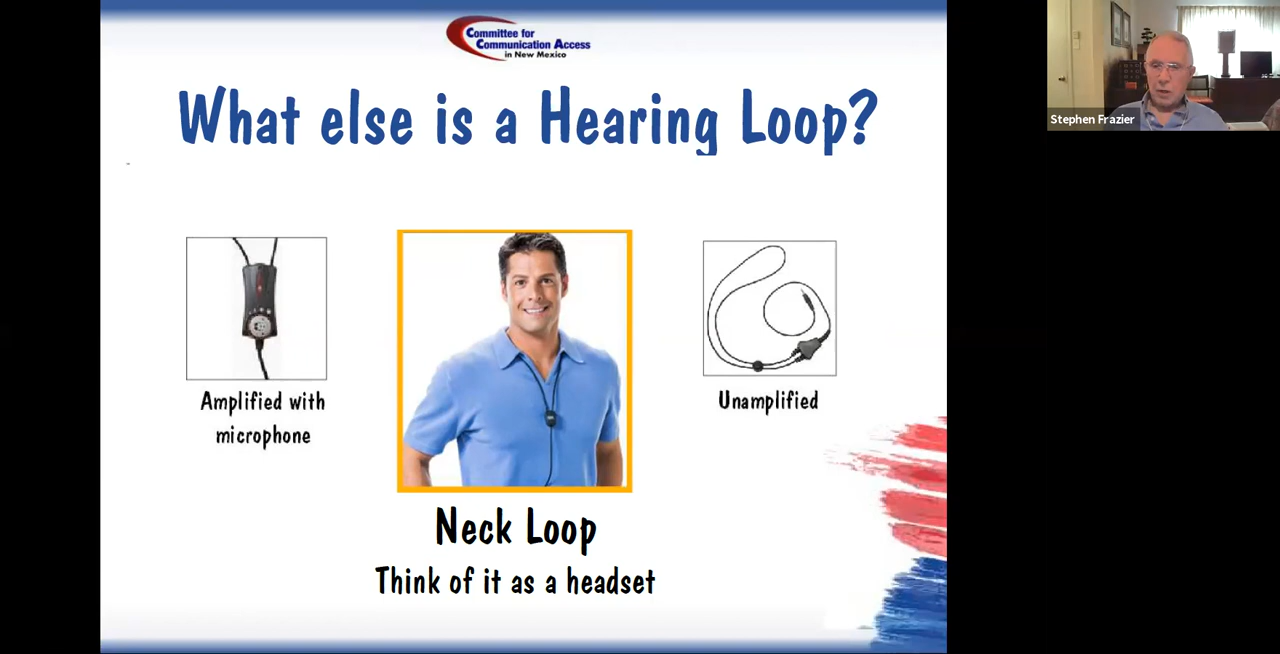 Committee for
Communication Access
in New Mexico
Stephen Frazier
What else is a Hearing Loop?
Amplified with
microphone
Unamplified
Neck Loop
Think of it as a headset